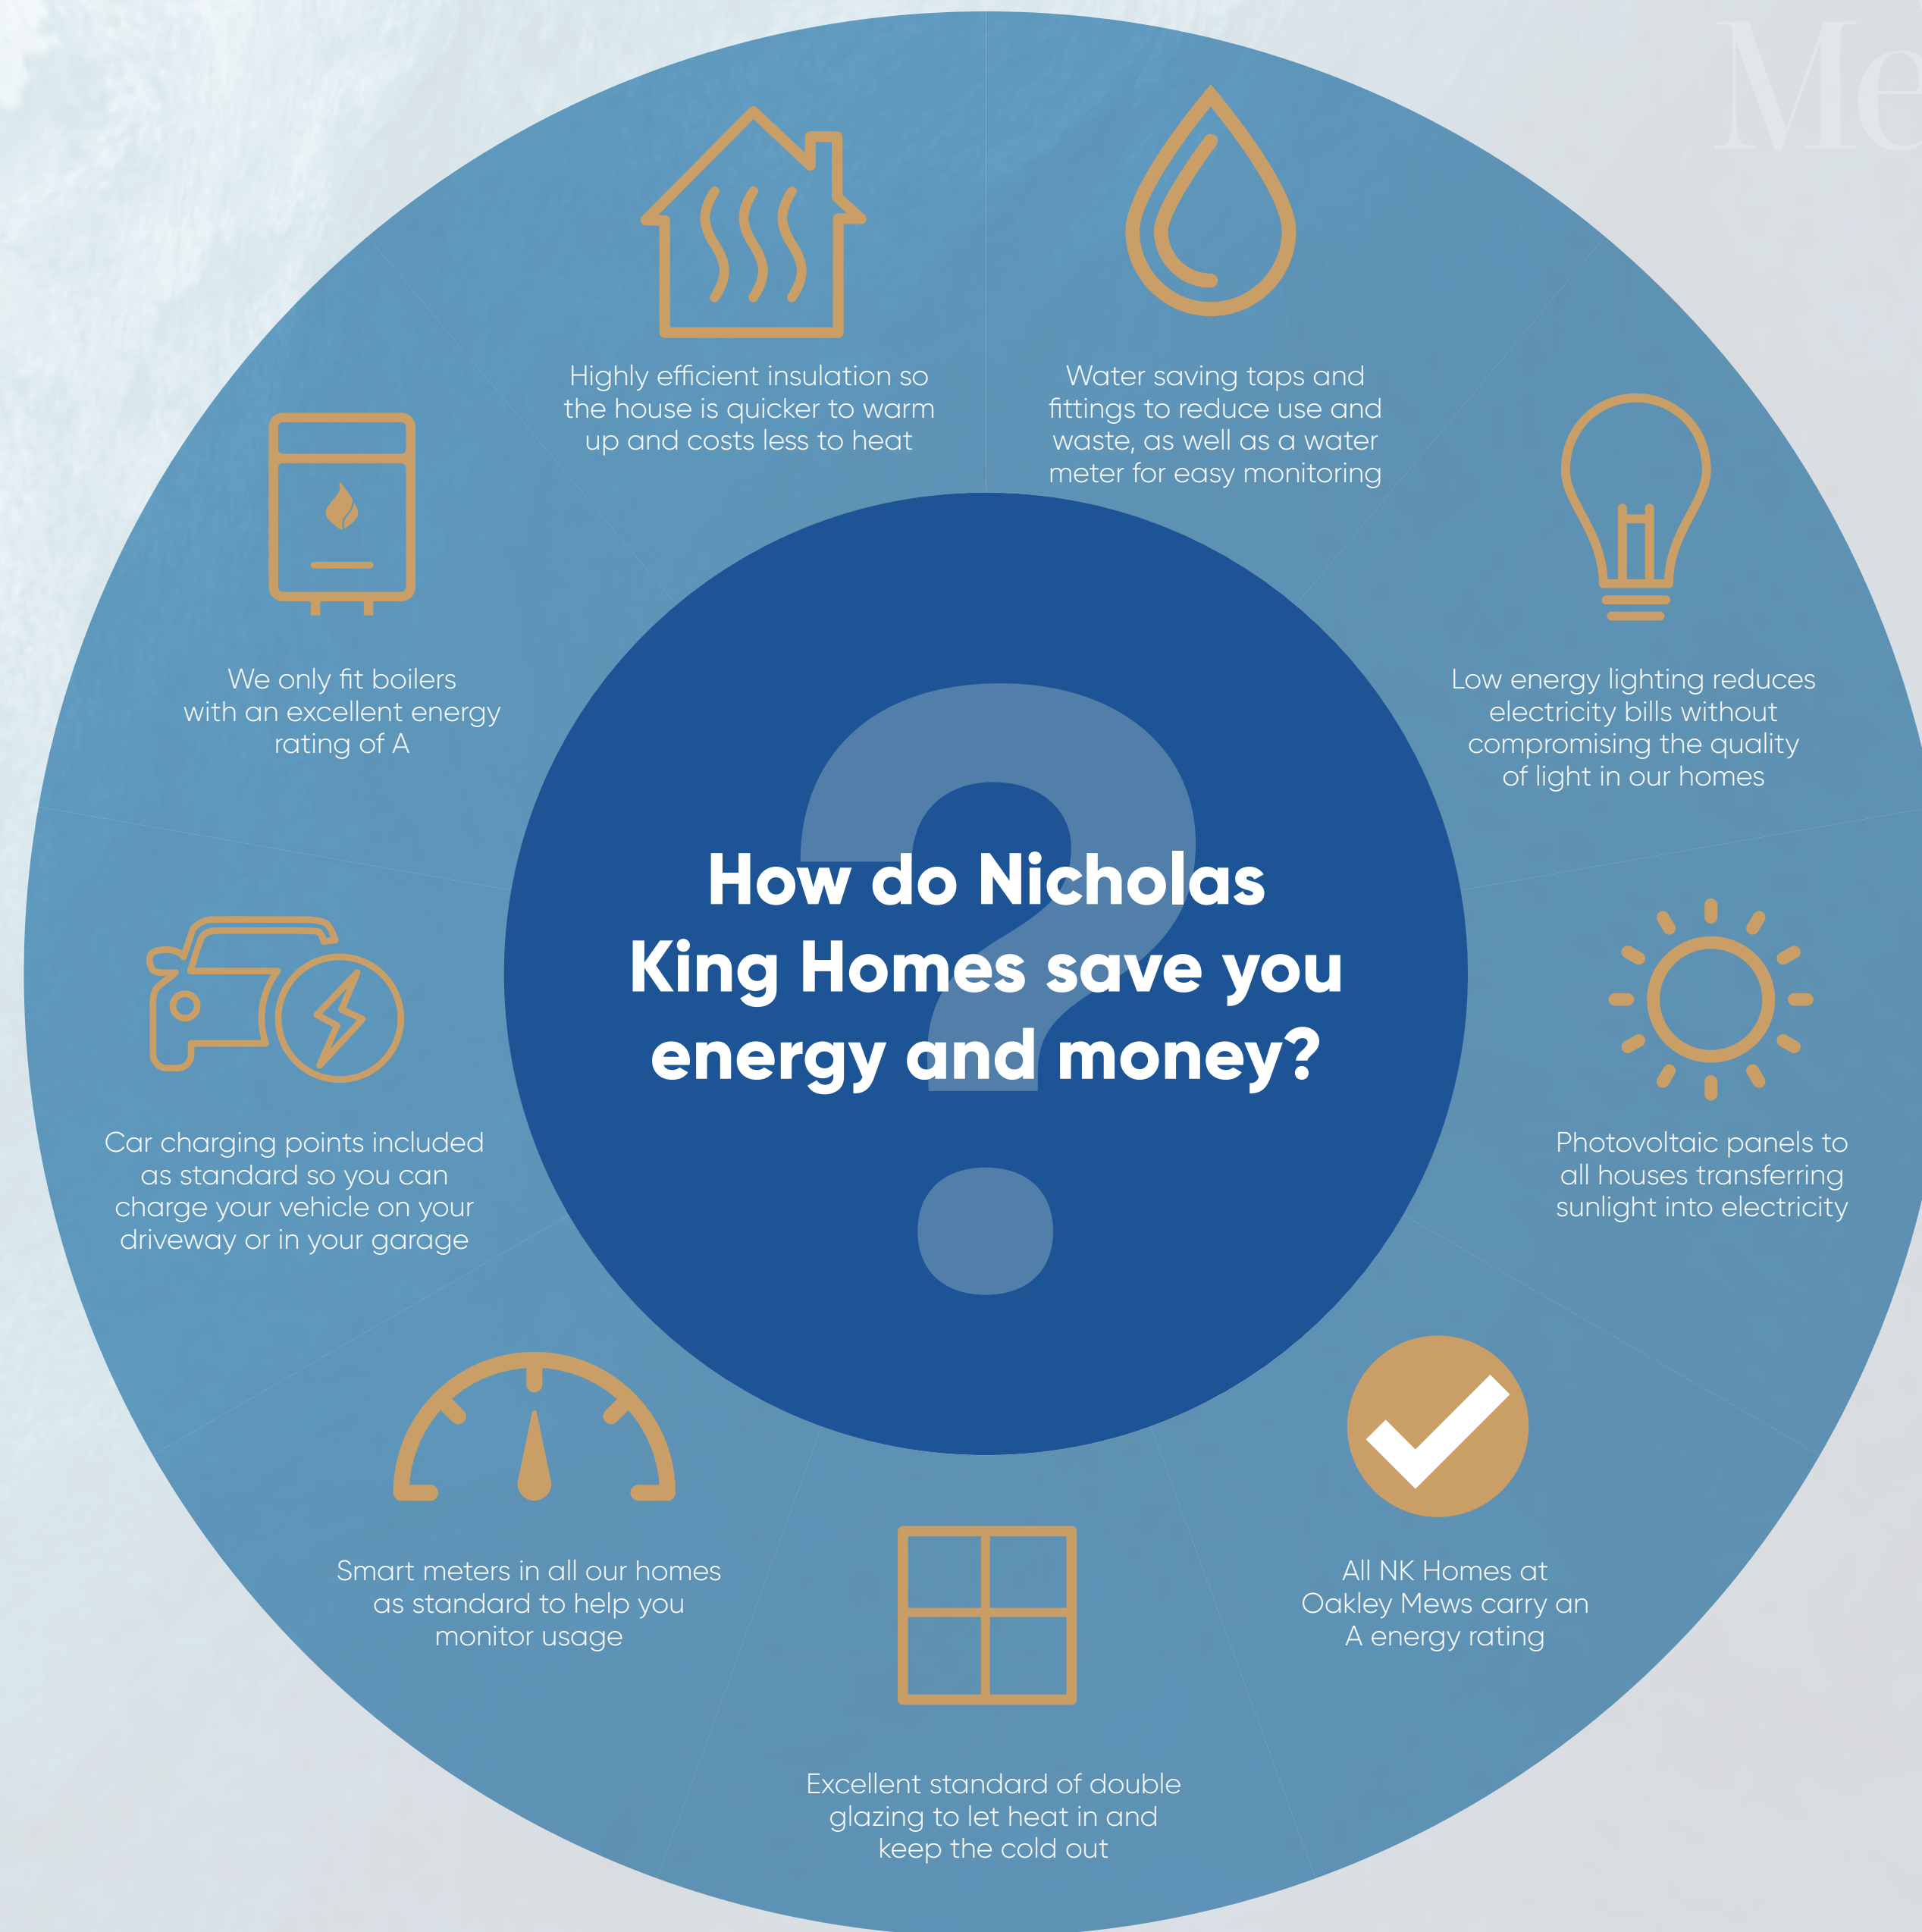 Me
Highly efficient insulation so
the house is quicker to warm
up and costs less to heat
Water saving taps and
fittings to reduce use and
waste, as well as a water
meter for easy monitoring
We only fit boilers
with an excellent energy
rating of A
Low energy lighting reduces
electricity bills without
compromising the quality
of light in our homes
?
How do Nicholas
King Homes save you
energy and money?
Car charging points included
as standard so you can
charge your vehicle on your
driveway or in your garage
Photovoltaic panels to
all houses transferring
sunlight into electricity
Smart meters in all our homes
as standard to help you
monitor usage
All NK Homes at
Oakley Mews carry an
A energy rating
Excellent standard of double
glazing to let heat in and
keep the cold out